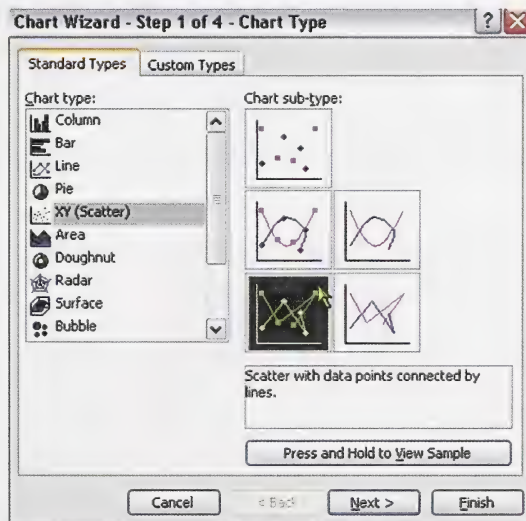 Chart Wizard - Step 1 of 4 - Chart Type
Standard Types
Custom Types
Chart type:
Column
Bar
Line
Pie
XY (Scatter)
Area
Doughnut
Radar
Surface
Bubble
Chart sub-type:
Scatter with data points connected by
lines.
Press and Hold to View Sample
Cancel
< Back
Next >
Finish